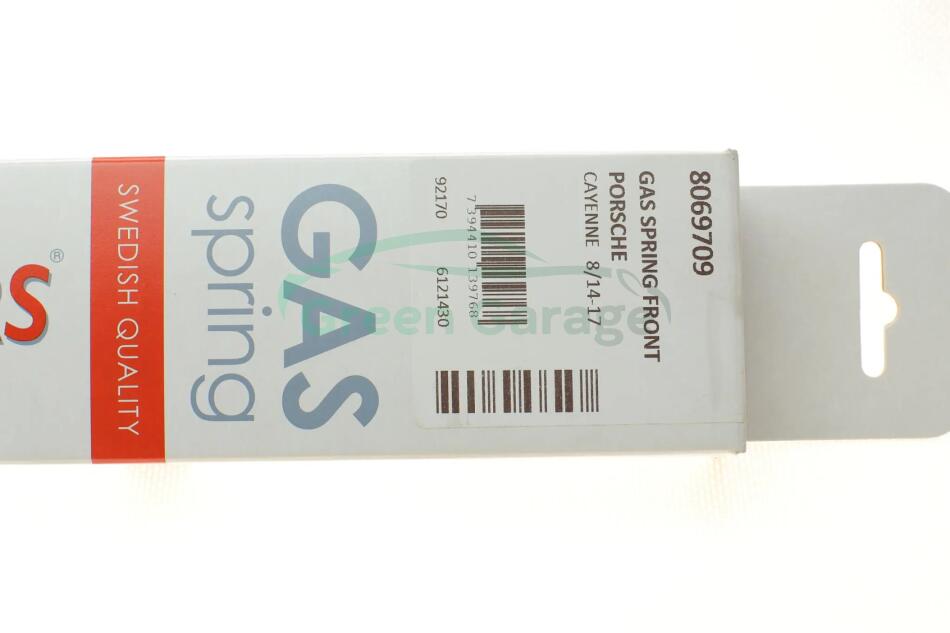 8069709
GAS SPRING FRONT
PORSCHE
CAYENNE 8/14-17
7 394410 139768
92170 6121430
GAS
spring
SWEDISH QUALITY
S®
Green Garage